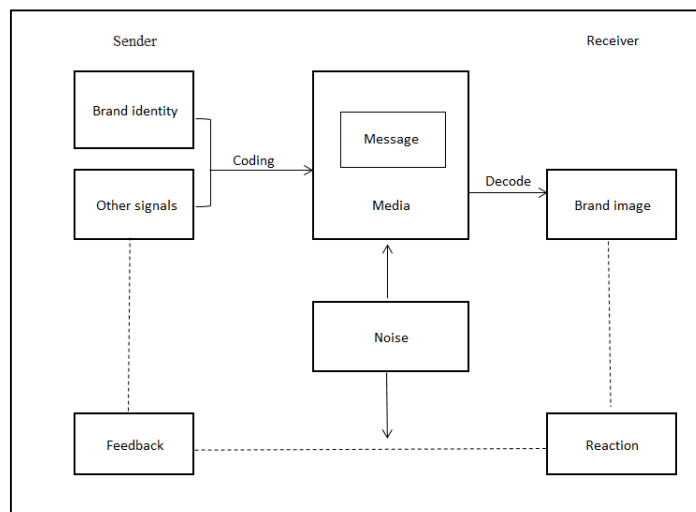 Sender
Receiver
Brand identity
Message
Coding
Decode
Other signals
Media
Brand image
Noise
Feedback
Reaction